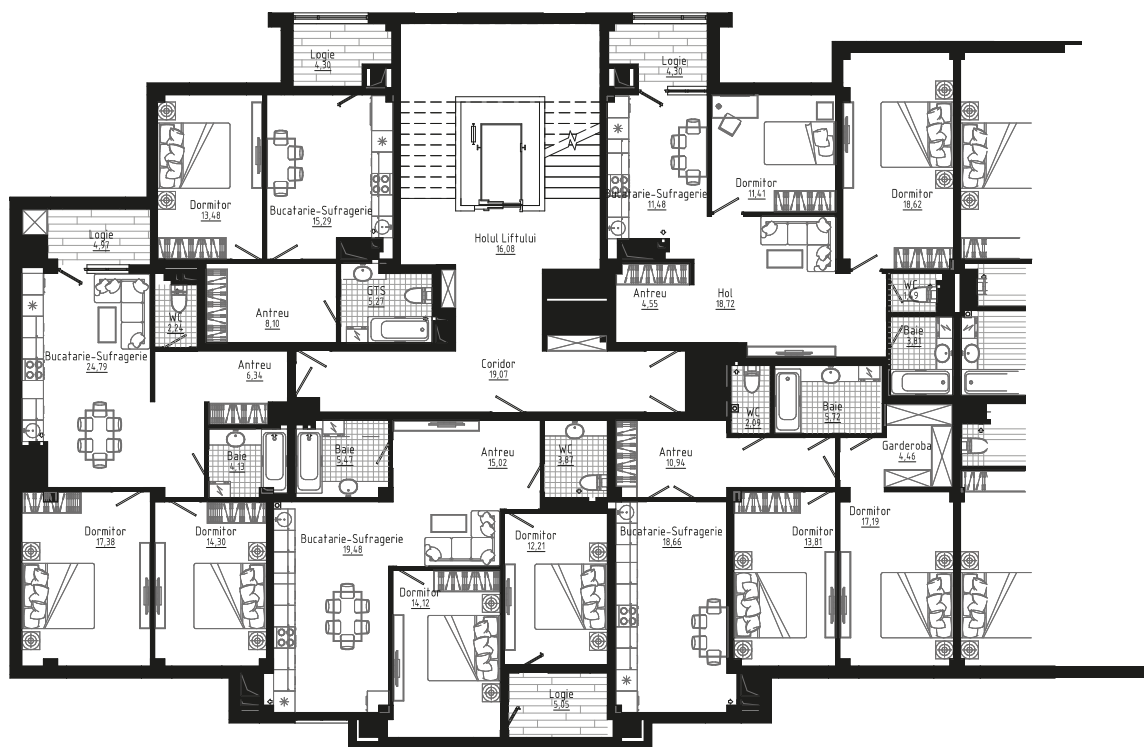 Logie
4,30
Logie
4,30
Dormitor
13,48
Bucatarie-Sufragerie
15,29
Holul Liftului
16,08
Bucatarie-Sufragerie
11,48
Dormitor
11,41
Dormitor
18,62
Logie
4,97
WC
2,24
Antreu
8,10
GTS
5,27
Antreu
4,55
Hol
18,72
WC
1,49
Baie
3,81
Bucatarie-Sufragerie
24,79
Antreu
6,34
Coridor
19,07
WC
2,09
Baie
5,72
Baie
4,13
Baie
5,47
Antreu
15,02
WC
3,87
Antreu
10,94
Garderoba
4,46
Dormitor
17,38
Dormitor
14,30
Bucatarie-Sufragerie
19,48
Dormitor
12,21
Bucatarie-Sufragerie
18,66
Dormitor
13,81
Dormitor
17,19
Dormitor
14,12
Logie
5,05